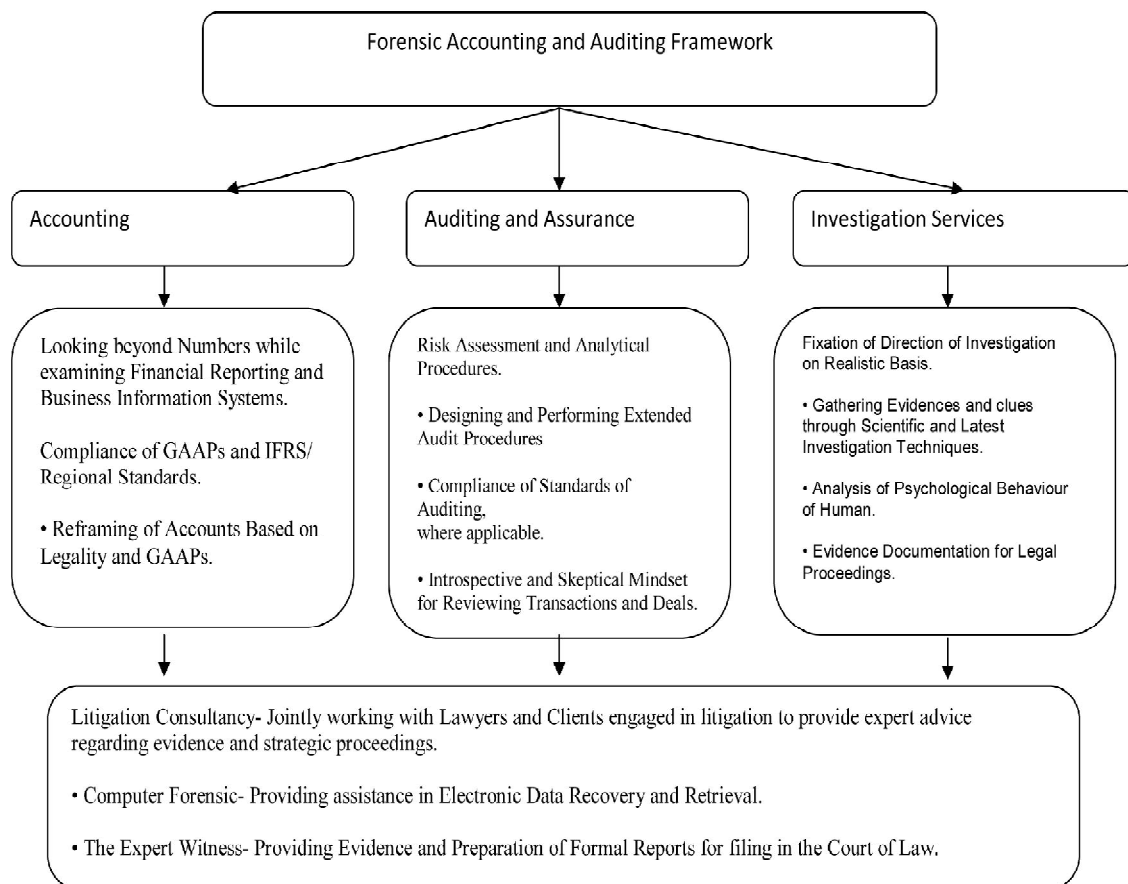 Forensic Accounting and Auditing Framework
Accounting
Auditing and Assurance
Investigation Services
Looking beyond Numbers while
examining Financial Reporting and
Business Information Systems.
Compliance of GAAPs and IFRS/
Regional Standards.
• Reframing of Accounts Based on
Legality and GAAPs.
Risk Assessment and Analytical
Procedures.
• Designing and Performing Extended
Audit Procedures
• Compliance of Standards of
Auditing,
where applicable.
• Introspective and Skeptical Mindset
for Reviewing Transactions and Deals.
Fixation of Direction of Investigation
on Realistic Basis.
• Gathering Evidences and clues
through Scientific and Latest
Investigation Techniques.
• Analysis of Psychological Behaviour
of Human.
• Evidence Documentation for Legal
Proceedings.
Litigation Consultancy- Jointly working with Lawyers and Clients engaged in litigation to provide expert advice
regarding evidence and strategic proceedings.
• Computer Forensic- Providing assistance in Electronic Data Recovery and Retrieval.
• The Expert Witness- Providing Evidence and Preparation of Formal Reports for filing in the Court of Law.